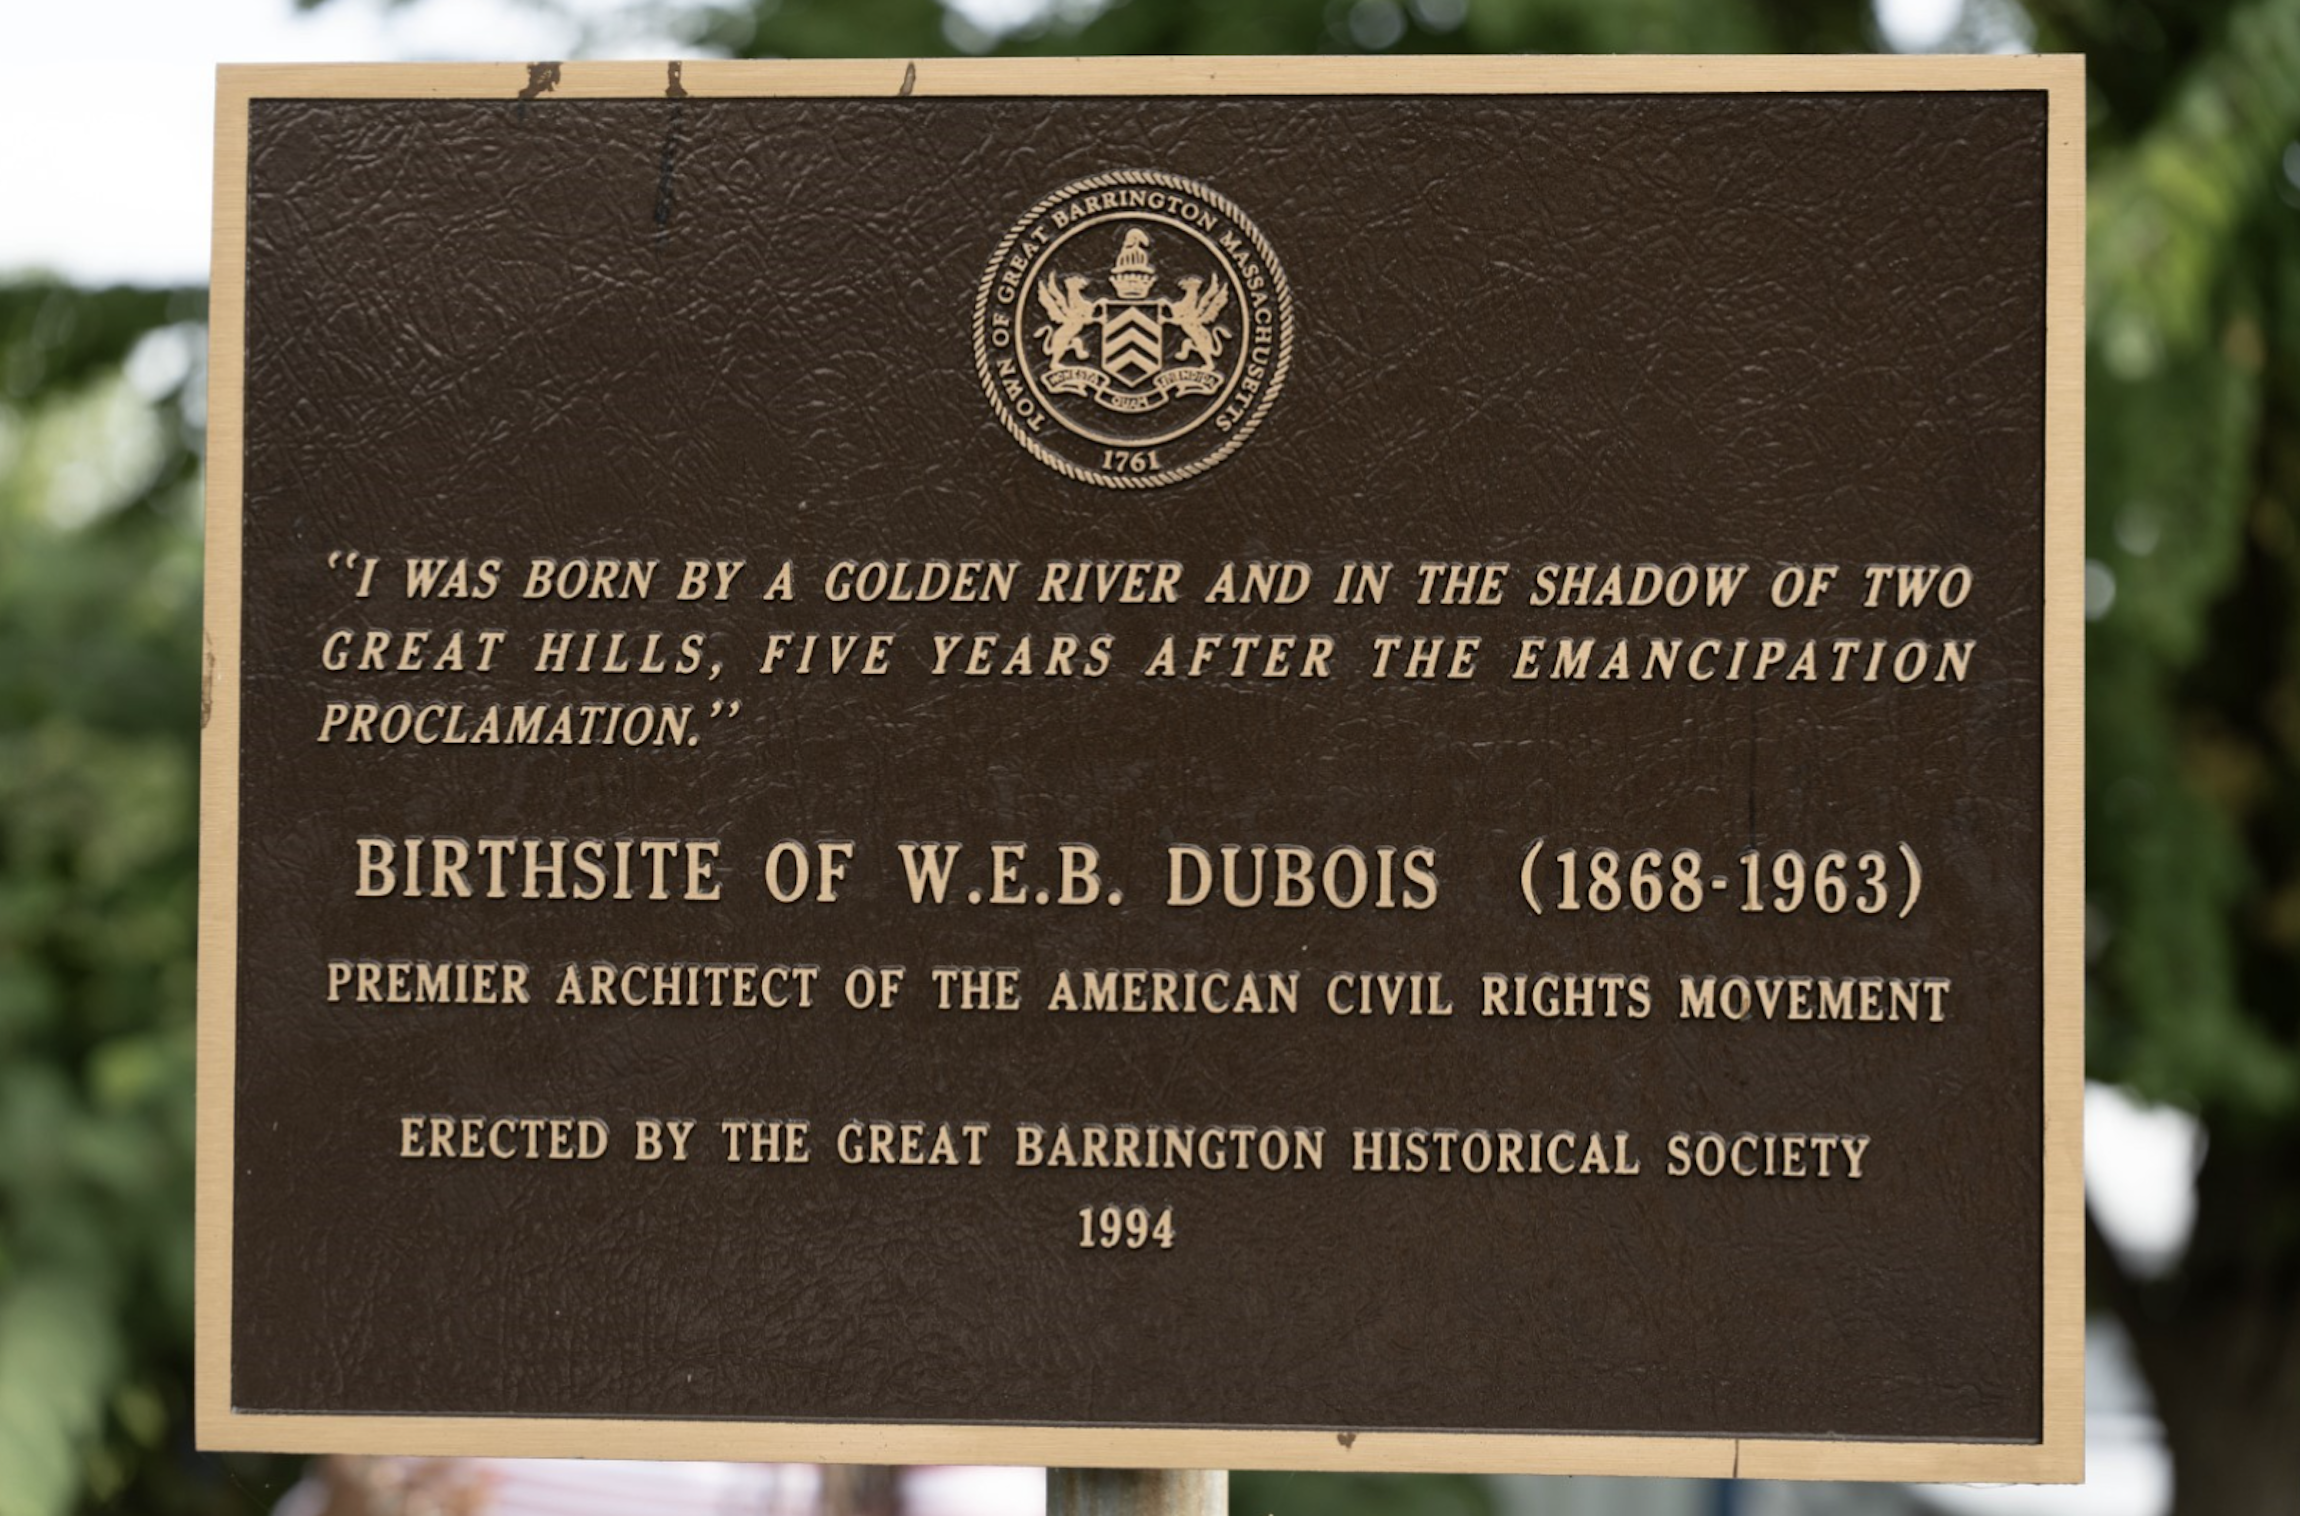 TOWN OF GREAT BARRINGTON MASSACHUSETTS
QUAM
1761
“I WAS BORN BY A GOLDEN RIVER AND IN THE SHADOW OF TWO
GREAT HILLS, FIVE YEARS AFTER THE EMANCIPATION
PROCLAMATION.”
BIRTHSITE OF W.E.B. DUBOIS (1868-1963)
PREMIER ARCHITECT OF THE AMERICAN CIVIL RIGHTS MOVEMENT
ERECTED BY THE GREAT BARRINGTON HISTORICAL SOCIETY
1994